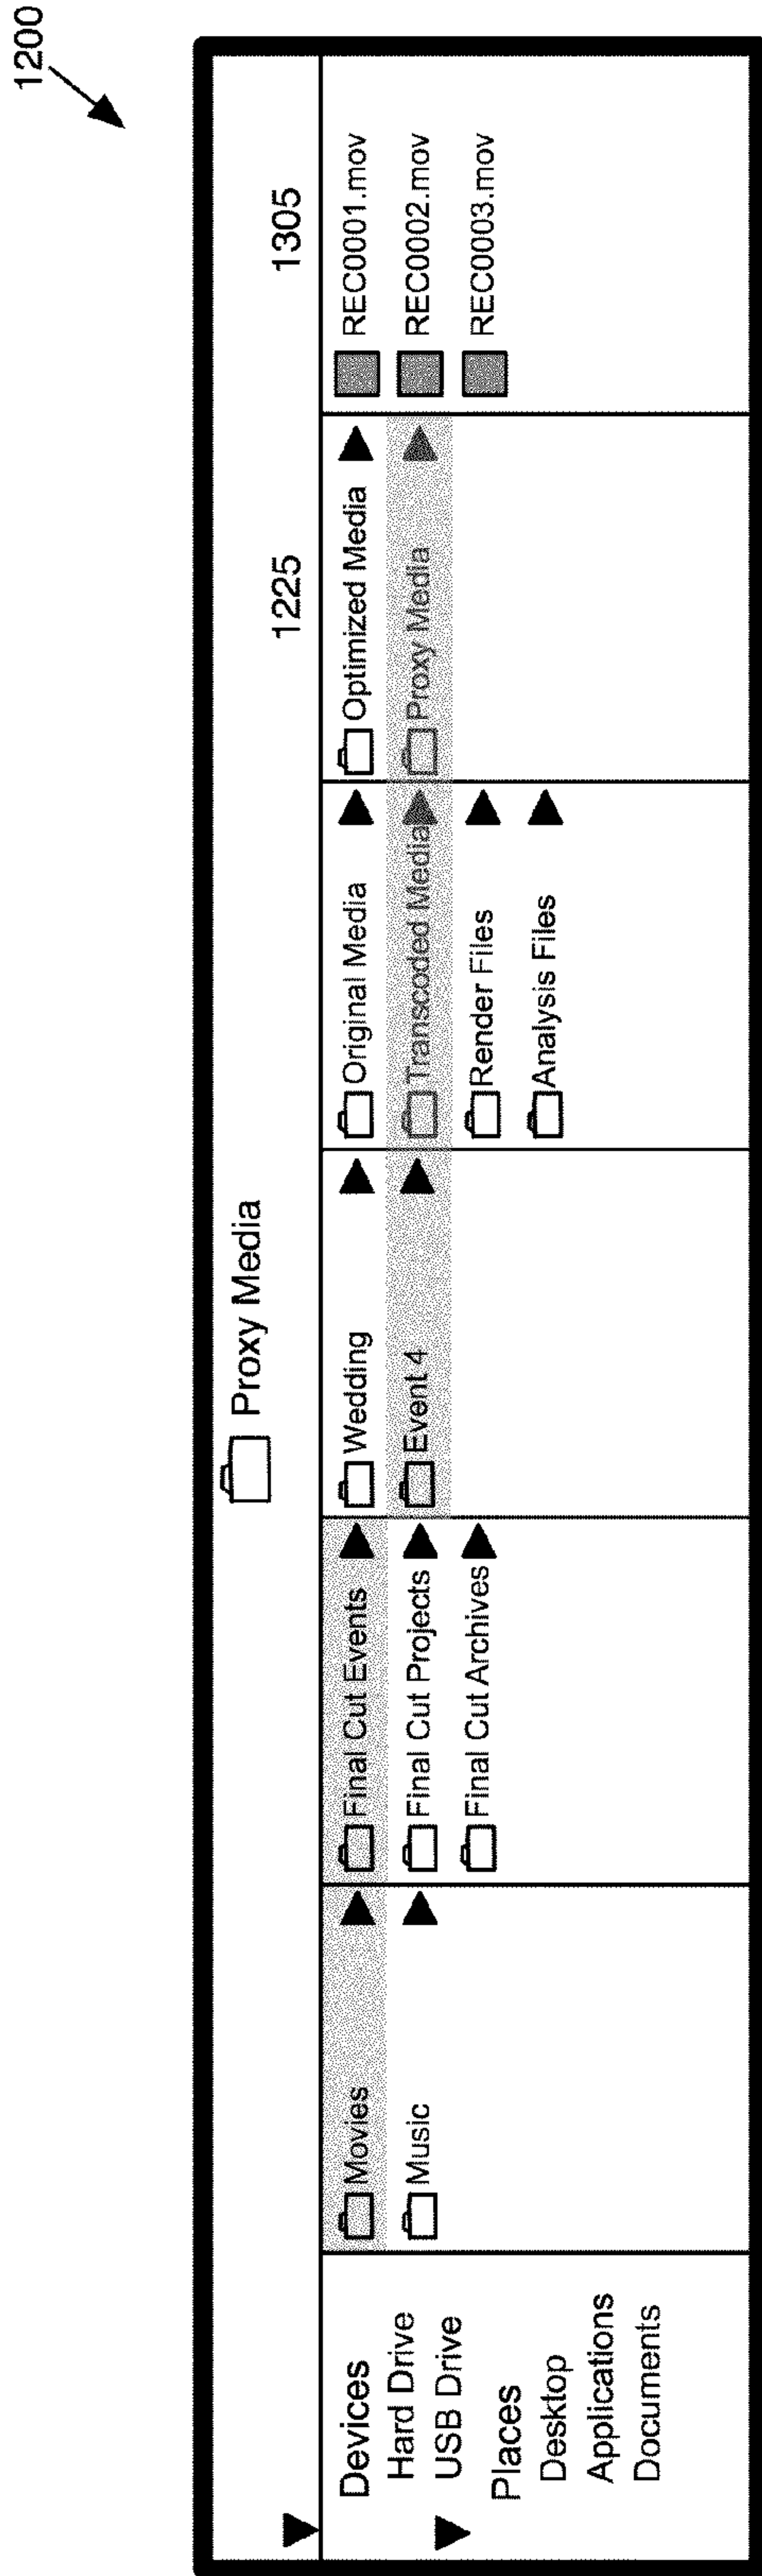 1200
Proxy Media
1225
1305
Devices
Hard Drive
USB Drive
Places
Desktop
Applications
Documents
Movies
Music
Final Cut Events
Final Cut Projects
Final Cut Archives
Wedding
Event 4
Original Media
Transcoded Media
Render Files
Analysis Files
Optimized Media
Proxy Media
REC0001.mov
REC0002.mov
REC0003.mov